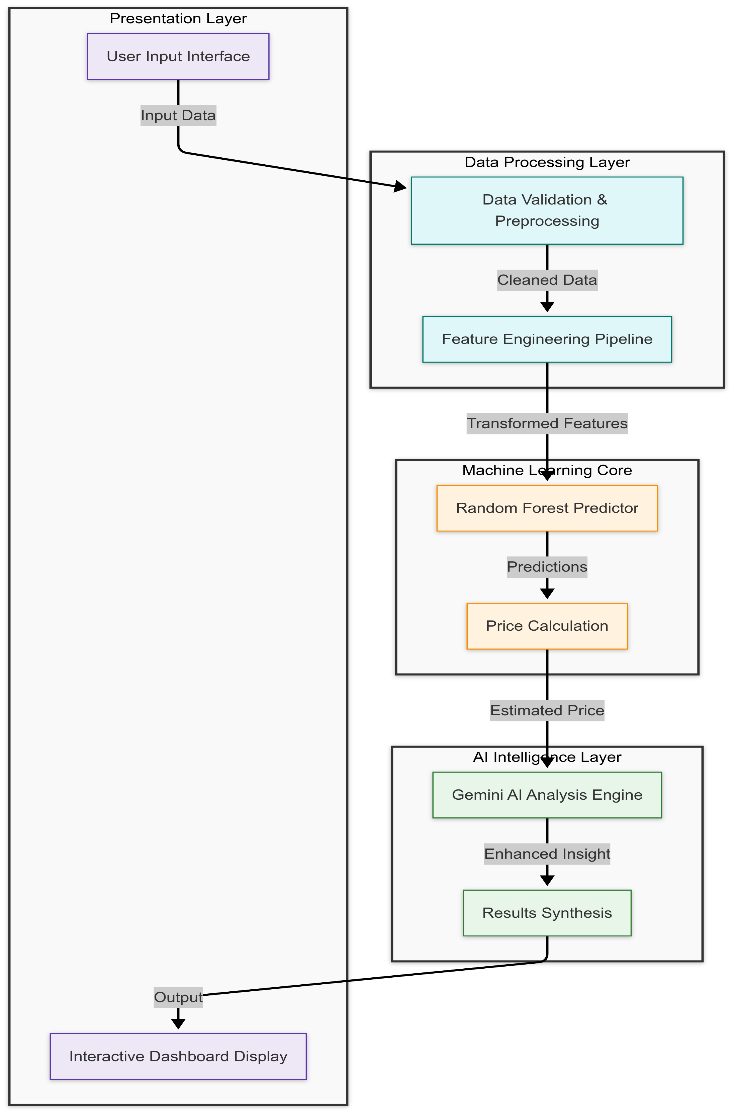 Presentation Layer
User Input Interface
Input Data
Data Processing Layer
Data Validation &
Preprocessing
Cleaned Data
Feature Engineering Pipeline
Transformed Features
Machine Learning Core
Random Forest Predictor
Predictions
Price Calculation
Estimated Price
AI Intelligence Layer
Gemini AI Analysis Engine
Enhanced Insight
Results Synthesis
Output
Interactive Dashboard Display